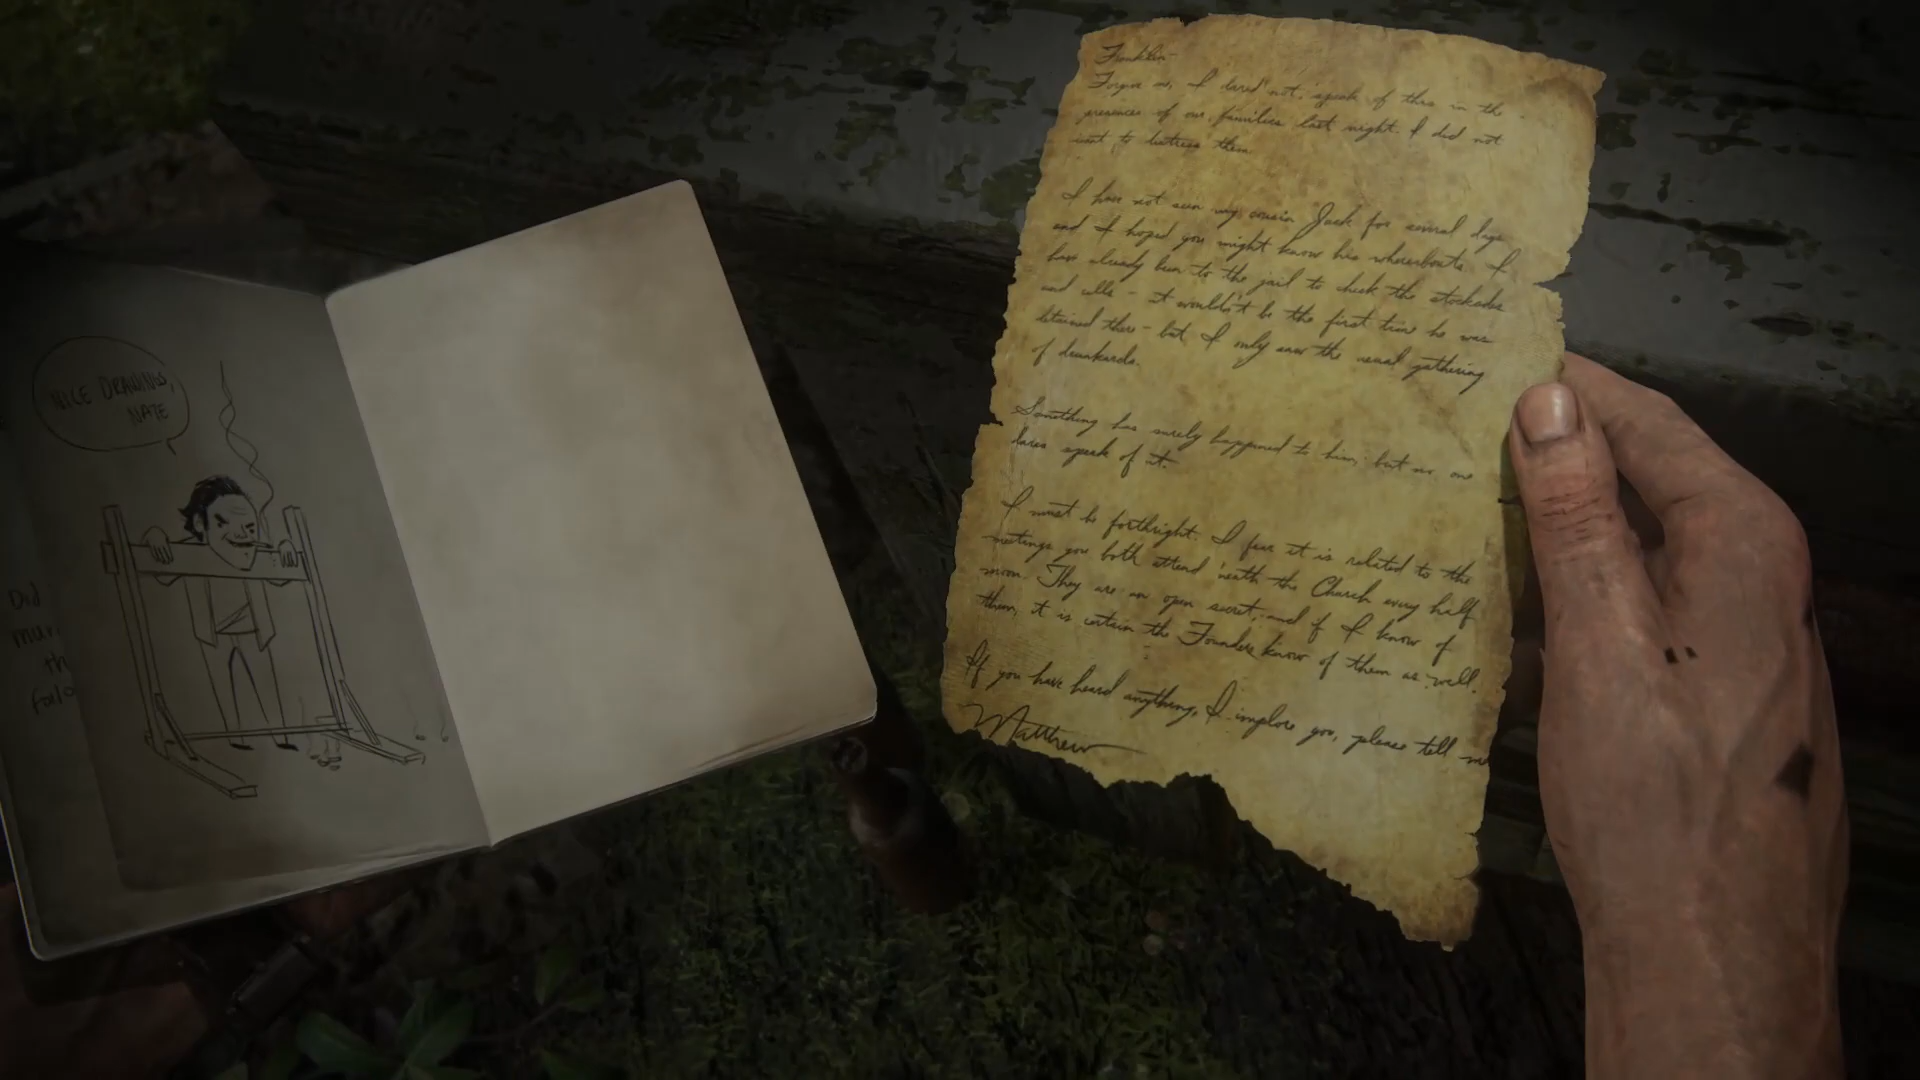 NICE DRAWINGS,
NATE
Did
th
follo
Franklin-
Forgive me, I dared not speak of this in the
presence of our families last night. I did not
want to distress them.
I have not seen my cousin Jack for several days
and I hoped you might know his whereabouts. I
have already been to the jail to check the stockades
and cells - it wouldn't be the first time he was
detained there - but I only saw the usual gathering
of drunkards.
Something has surely happened to him, but no one
dares speak of it.
I must be forthright. I fear it is related to the
meetings you both attend 'neath the Church every half
moon. They are an open secret, and if I know of
them, it is certain the Founders know of them as well.
If you have heard anything, I implore you, please tell me
Matthew